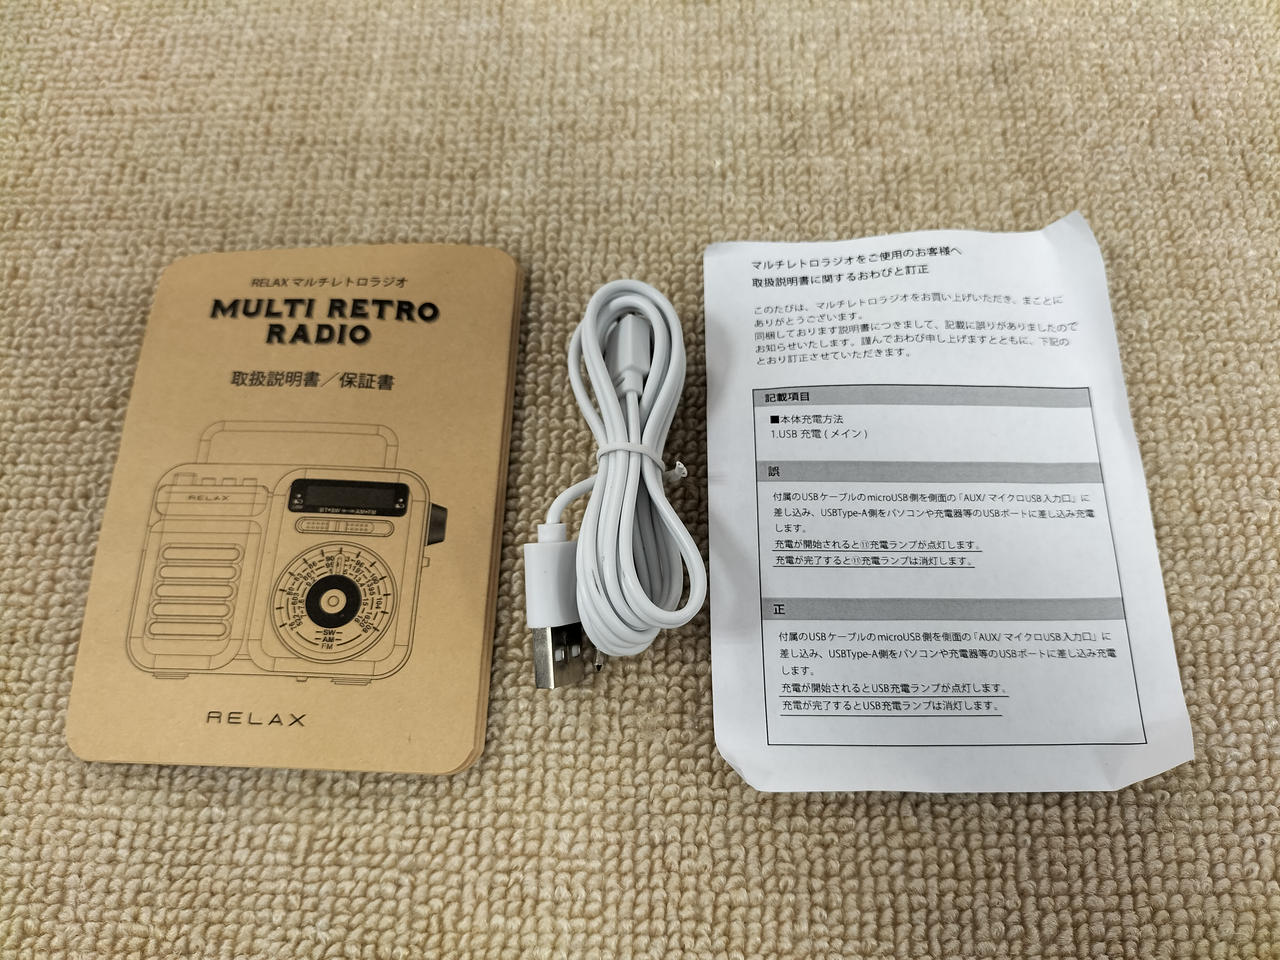 RELAX マルチレトロラジオ
MULTI RETRO
RADIO
取扱説明書／保証書
RELAX
SW
AM
FM
RELAX
マルチレトロラジオをご使用のお客様へ
取扱説明書に関するおわびと訂正
このたびは、マルチレトロラジオをお買い上げいただき、まことに
ありがとうございます。
同梱しております説明書につきまして、記載に誤りがありましたので
お知らせいたします。謹んでおわび申し上げますとともに、下記の
とおり訂正させていただきます。
記載項目
■本体充電方法
1.USB 充電 ( メイン )
誤
付属のUSBケーブルのmicroUSB側を側面の「AUX/ マイクロUSB入力口」に
差し込み、USBType-A側をパソコンや充電器等のUSBポートに差し込み充電
します。
充電が開始されると⑪充電ランプが点灯します。
充電が完了すると⑪充電ランプは消灯します。
正
付属のUSBケーブルのmicroUSB側を側面の「AUX/ マイクロUSB入力口」に
差し込み、USBType-A側をパソコンや充電器等のUSBポートに差し込み充電
します。
充電が開始されるとUSB充電ランプが点灯します。
充電が完了するとUSB充電ランプは消灯します。